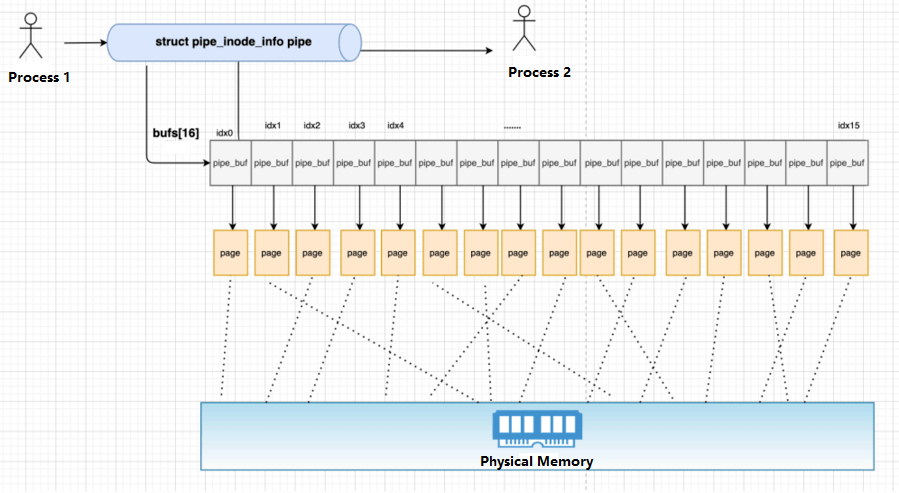 struct pipe_inode_info pipe
Process 1
Process 2
bufs[16]
idx0
idx1
idx2
idx3
idx4
.......
idx15
pipe_buf pipe_buf pipe_buf pipe_buf pipe_buf pipe_buf pipe_buf pipe_buf pipe_buf pipe_buf pipe_buf pipe_buf pipe_buf pipe_buf pipe_buf pipe_buf
page page page page page page page page page page page page page page page page
Physical Memory